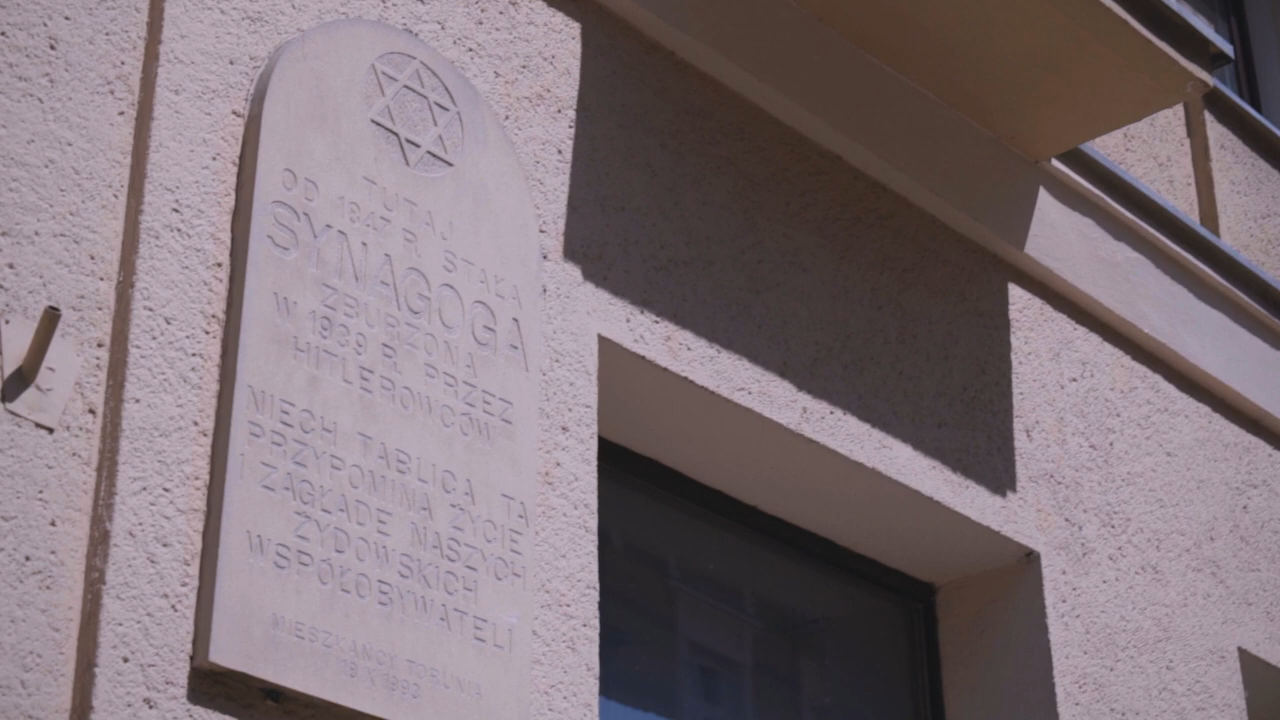 TUTAJ
OD 1847 R. STAŁA
SYNAGOGA
ZBURZONA
W 1939 R. PRZEZ
HITLEROWCÓW
NIECH TABLICA TA
PRZYPOMINA ŻYCIE
I ZAGŁADĘ NASZYCH
ŻYDOWSKICH
WSPÓŁOBYWATELI
MIESZKAŃCY TORUNIA
1993